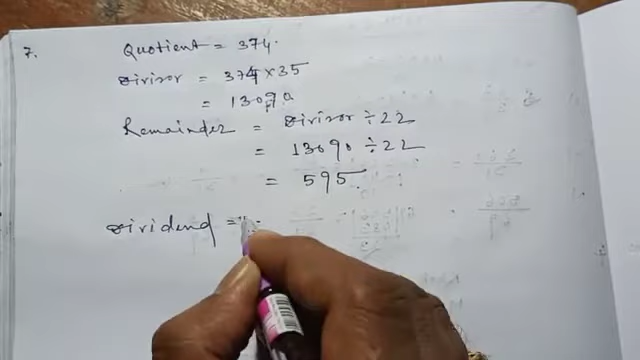 7. Quotient = 374.
Divisor = 374 × 35
= 13090
Remainder = Divisor ÷ 22
= 13090 ÷ 22
= 595.
Dividend =